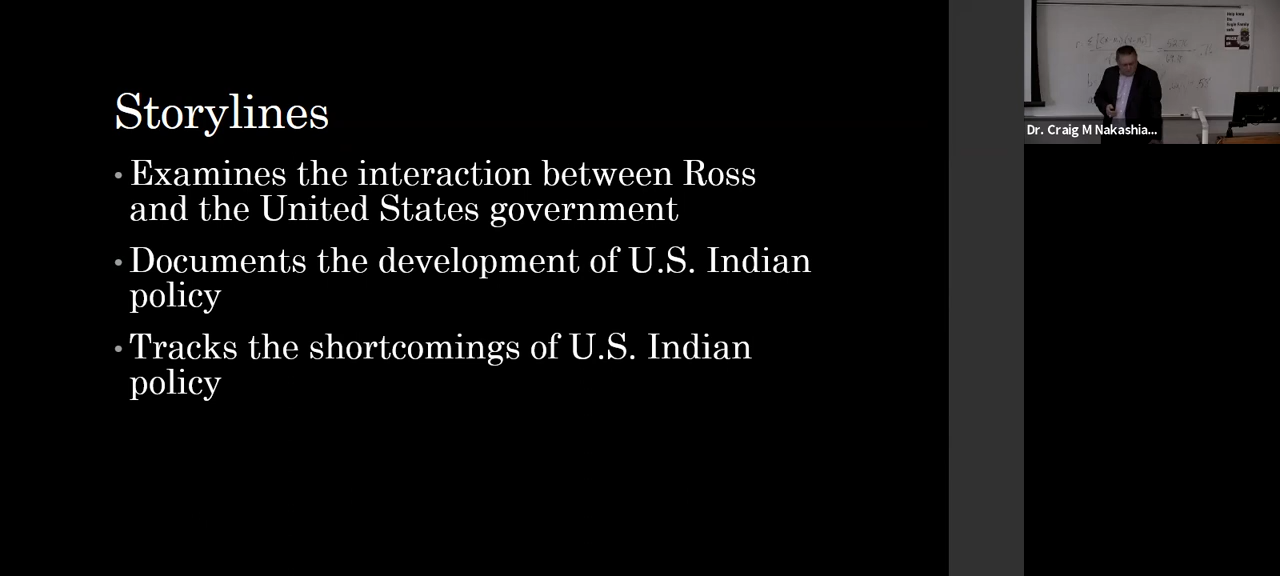 Storylines
• Examines the interaction between Ross
and the United States government
• Documents the development of U.S. Indian
policy
• Tracks the shortcomings of U.S. Indian
policy
Dr. Craig M Nakashia...